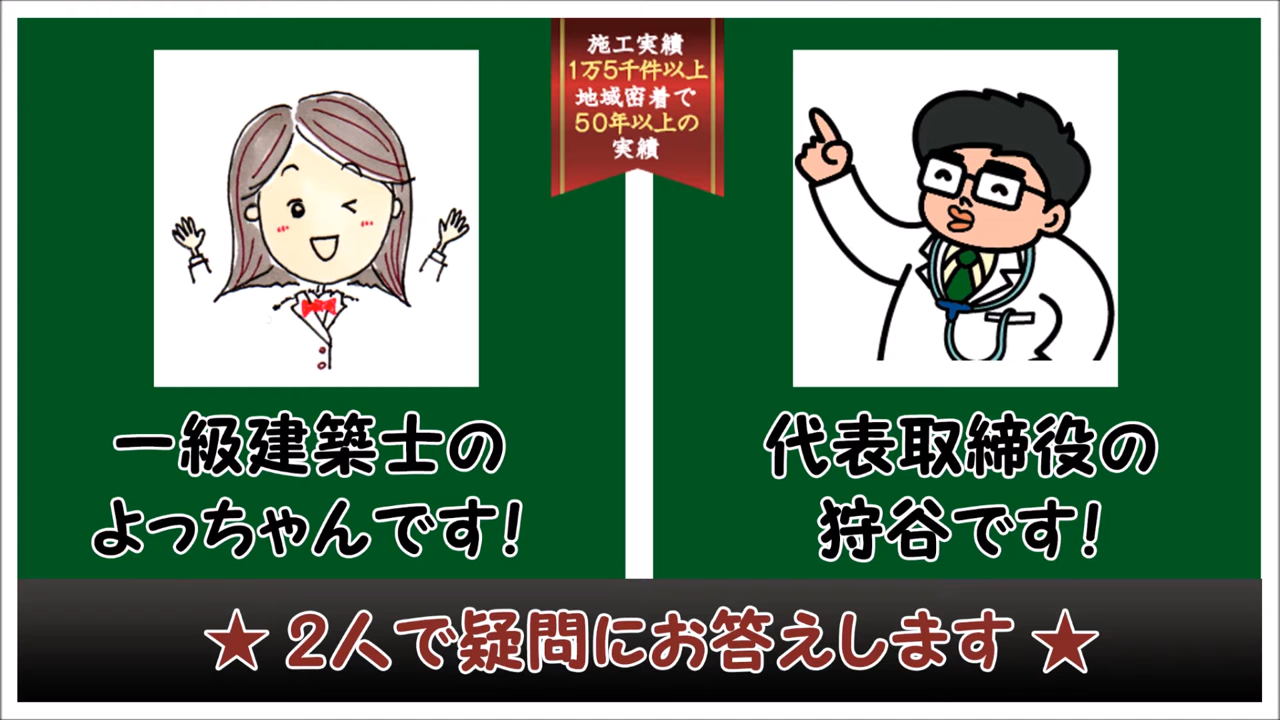 施工実績
1万5千件以上
地域密着で
50年以上の
実績
一級建築士の
よっちゃんです!
代表取締役の
狩谷です!
★ 2人で疑問にお答えします ★